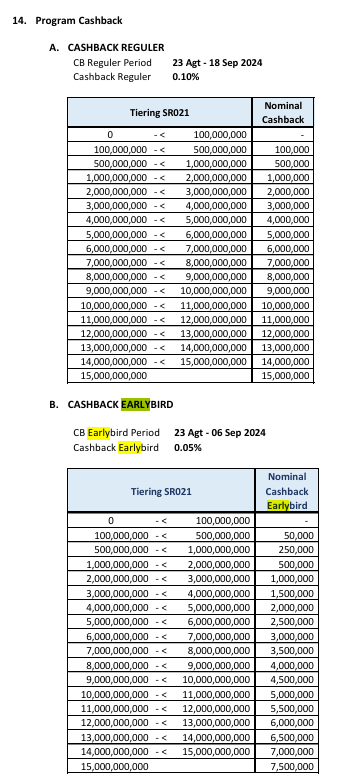 14. Program Cashback
A. CASHBACK REGULER
CB Reguler Period 23 Agt - 18 Sep 2024
Cashback Reguler 0.10%
Tiering SR021 Nominal Cashback
0 - < 100,000,000 -
100,000,000 - < 500,000,000 100,000
500,000,000 - < 1,000,000,000 500,000
1,000,000,000 - < 2,000,000,000 1,000,000
2,000,000,000 - < 3,000,000,000 2,000,000
3,000,000,000 - < 4,000,000,000 3,000,000
4,000,000,000 - < 5,000,000,000 4,000,000
5,000,000,000 - < 6,000,000,000 5,000,000
6,000,000,000 - < 7,000,000,000 6,000,000
7,000,000,000 - < 8,000,000,000 7,000,000
8,000,000,000 - < 9,000,000,000 8,000,000
9,000,000,000 - < 10,000,000,000 9,000,000
10,000,000,000 - < 11,000,000,000 10,000,000
11,000,000,000 - < 12,000,000,000 11,000,000
12,000,000,000 - < 13,000,000,000 12,000,000
13,000,000,000 - < 14,000,000,000 13,000,000
14,000,000,000 - < 15,000,000,000 14,000,000
15,000,000,000 15,000,000
B. CASHBACK EARLYBIRD
CB Earlybird Period 23 Agt - 06 Sep 2024
Cashback Earlybird 0.05%
Tiering SR021 Nominal Cashback Earlybird
0 - < 100,000,000 -
100,000,000 - < 500,000,000 50,000
500,000,000 - < 1,000,000,000 250,000
1,000,000,000 - < 2,000,000,000 500,000
2,000,000,000 - < 3,000,000,000 1,000,000
3,000,000,000 - < 4,000,000,000 1,500,000
4,000,000,000 - < 5,000,000,000 2,000,000
5,000,000,000 - < 6,000,000,000 2,500,000
6,000,000,000 - < 7,000,000,000 3,000,000
7,000,000,000 - < 8,000,000,000 3,500,000
8,000,000,000 - < 9,000,000,000 4,000,000
9,000,000,000 - < 10,000,000,000 4,500,000
10,000,000,000 - < 11,000,000,000 5,000,000
11,000,000,000 - < 12,000,000,000 5,500,000
12,000,000,000 - < 13,000,000,000 6,000,000
13,000,000,000 - < 14,000,000,000 6,500,000
14,000,000,000 - < 15,000,000,000 7,000,000
15,000,000,000 7,500,000